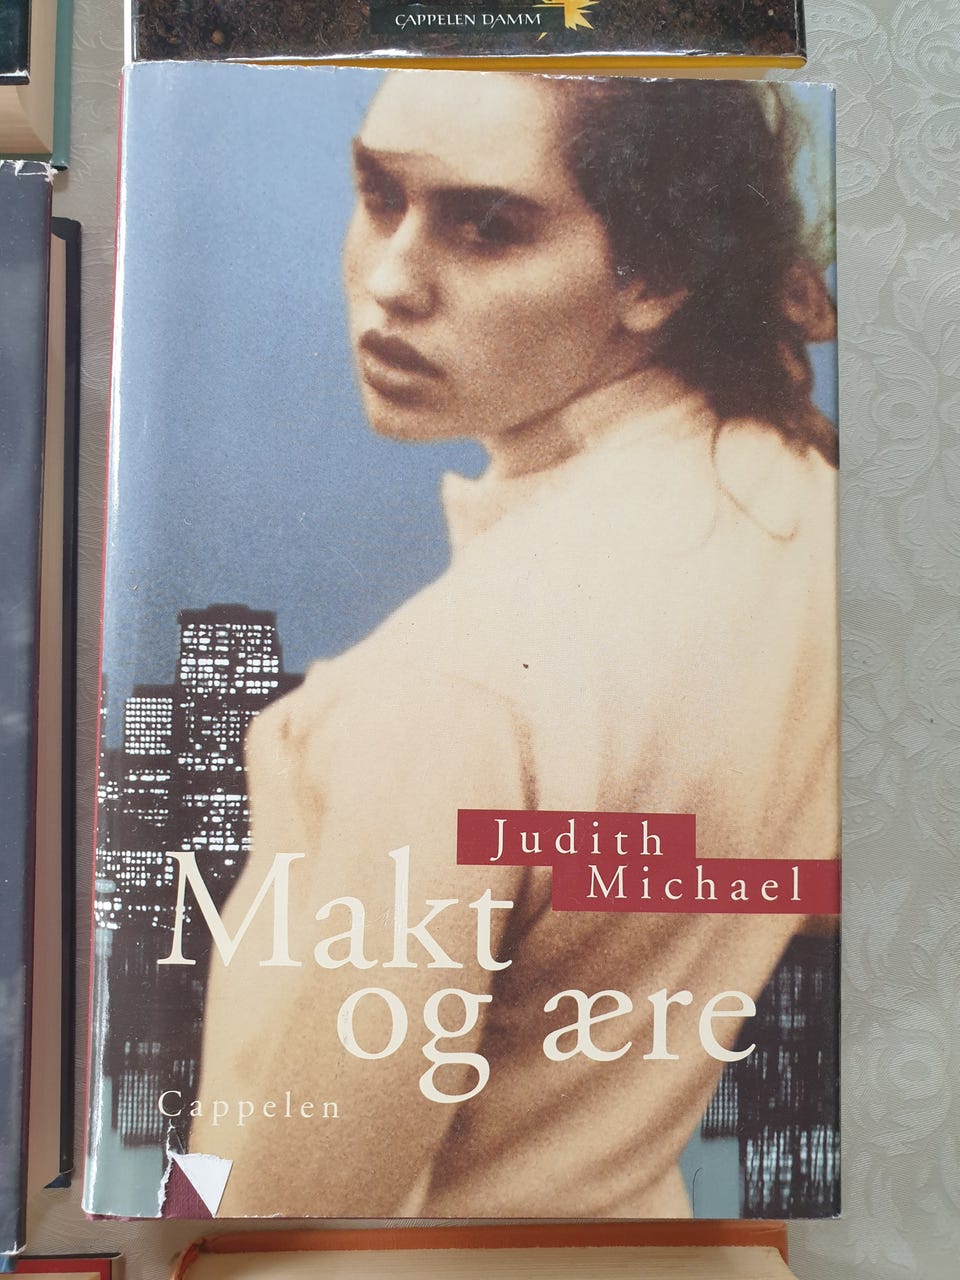 CAPPELEN DAMM
Judith
Michael
Makt
og ære
Cappelen